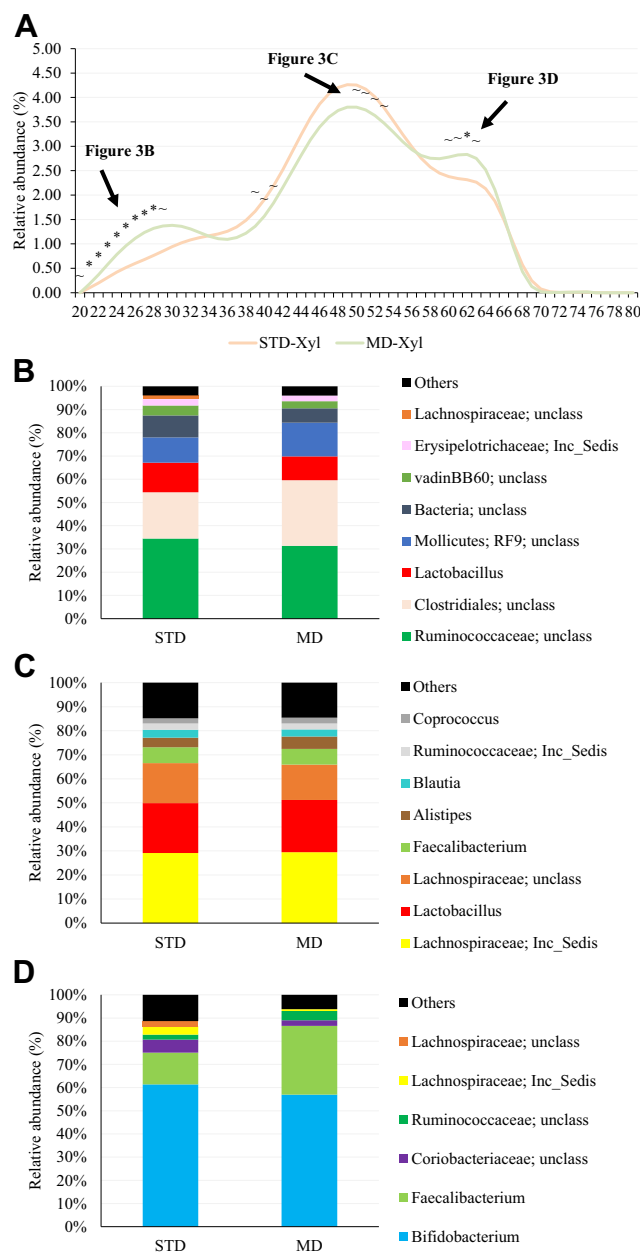 A
5.00
4.50
4.00
3.50
3.00
2.50
2.00
1.50
1.00
0.50
0.00
Relative abundance (%)
Figure 3B
Figure 3C
Figure 3D
~ * * * * * * * ~
~ ~ ~
~ ~ ~ ~
~ ~ * ~
20 22 24 26 28 30 32 34 36 38 40 42 44 46 48 50 52 54 56 58 60 62 64 66 68 70 72 74 76 78 80
STD-Xyl MD-Xyl
B
100%
90%
80%
70%
60%
50%
40%
30%
20%
10%
0%
Relative abundance (%)
STD MD
Others
Lachnospiraceae; unclass
Erysipelotrichaceae; Inc_Sedis
vadinBB60; unclass
Bacteria; unclass
Mollicutes; RF9; unclass
Lactobacillus
Clostridiales; unclass
Ruminococcaceae; unclass
C
100%
90%
80%
70%
60%
50%
40%
30%
20%
10%
0%
Relative abundance (%)
STD MD
Others
Coprococcus
Ruminococcaceae; Inc_Sedis
Blautia
Alistipes
Faecalibacterium
Lachnospiraceae; unclass
Lactobacillus
Lachnospiraceae; Inc_Sedis
D
100%
90%
80%
70%
60%
50%
40%
30%
20%
10%
0%
Relative abundance (%)
STD MD
Others
Lachnospiraceae; unclass
Lachnospiraceae; Inc_Sedis
Ruminococcaceae; unclass
Coriobacteriaceae; unclass
Faecalibacterium
Bifidobacterium